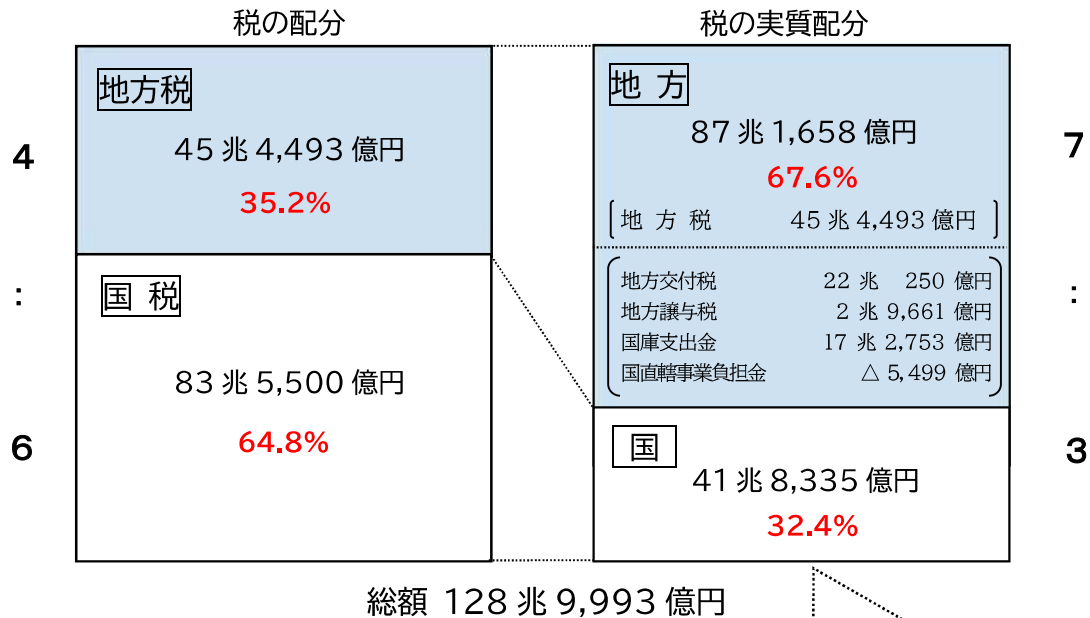 税の配分
税の実質配分
地方税
45 兆 4,493 億円
35.2%
4
:
6
国 税
83 兆 5,500 億円
64.8%
地 方
87 兆 1,658 億円
67.6%
地 方 税 45 兆 4,493 億円
地方交付税 22 兆 250 億円
地方譲与税 2 兆 9,661 億円
国庫支出金 17 兆 2,753 億円
国直轄事業負担金 △ 5,499 億円
国
41 兆 8,335 億円
32.4%
7
:
3
総額 128 兆 9,993 億円